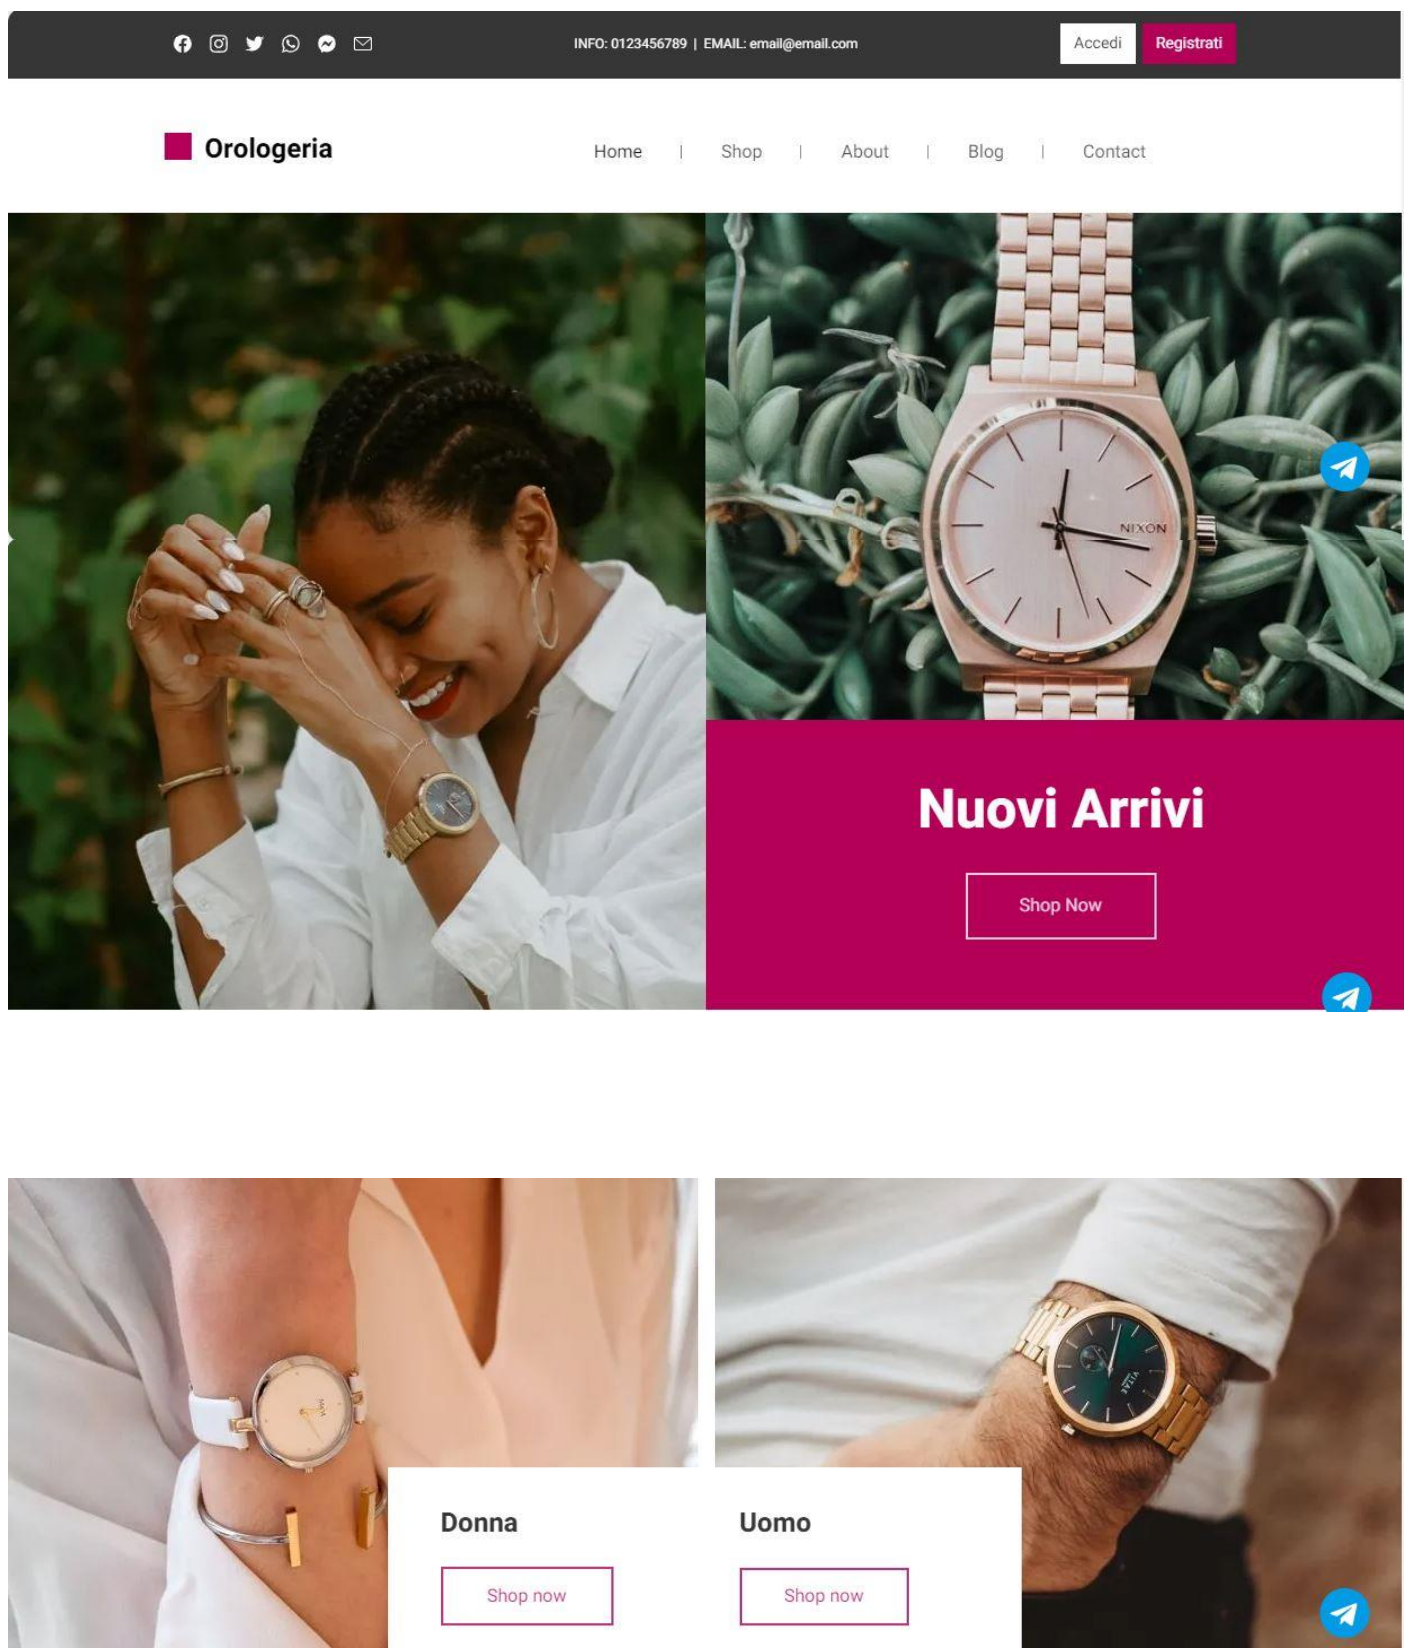 INFO: 0123456789 | EMAIL: email@email.com
Accedi
Registrati
Orologeria
Home | Shop | About | Blog | Contact
NIXON
Nuovi Arrivi
Shop Now
VITAE
Donna
Uomo
Shop now
Shop now